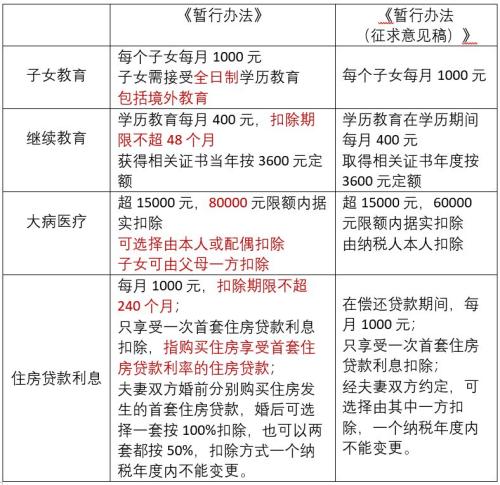 《暂行办法》
《暂行办法
（征求意见稿）》
子女教育
每个子女每月 1000 元
子女需接受全日制学历教育
包括境外教育
每个子女每月 1000 元
继续教育
学历教育每月 400 元，扣除期
限不超 48 个月
获得相关证书当年按 3600 元定
额
学历教育在学历期间
每月 400 元
取得相关证书年度按
3600 元定额
大病医疗
超 15000 元，80000 元限额内据
实扣除
可选择由本人或配偶扣除
子女可由父母一方扣除
超 15000 元，60000
元限额内据实扣除
由纳税人本人扣除
住房贷款利息
每月 1000 元，扣除期限不超
240 个月；
只享受一次首套住房贷款利息
扣除，指购买住房享受首套住
房贷款利率的住房贷款；
夫妻双方婚前分别购买住房发
生的首套住房贷款，婚后可选
择一套按 100%扣除，也可以两
套都按 50%，扣除方式一个纳
税年度内不能变更。
在偿还贷款期间，每
月 1000 元；
只享受一次首套住房
贷款利息扣除；
经夫妻双方约定，可
选择由其中一方扣
除，一个纳税年度内
不能变更。